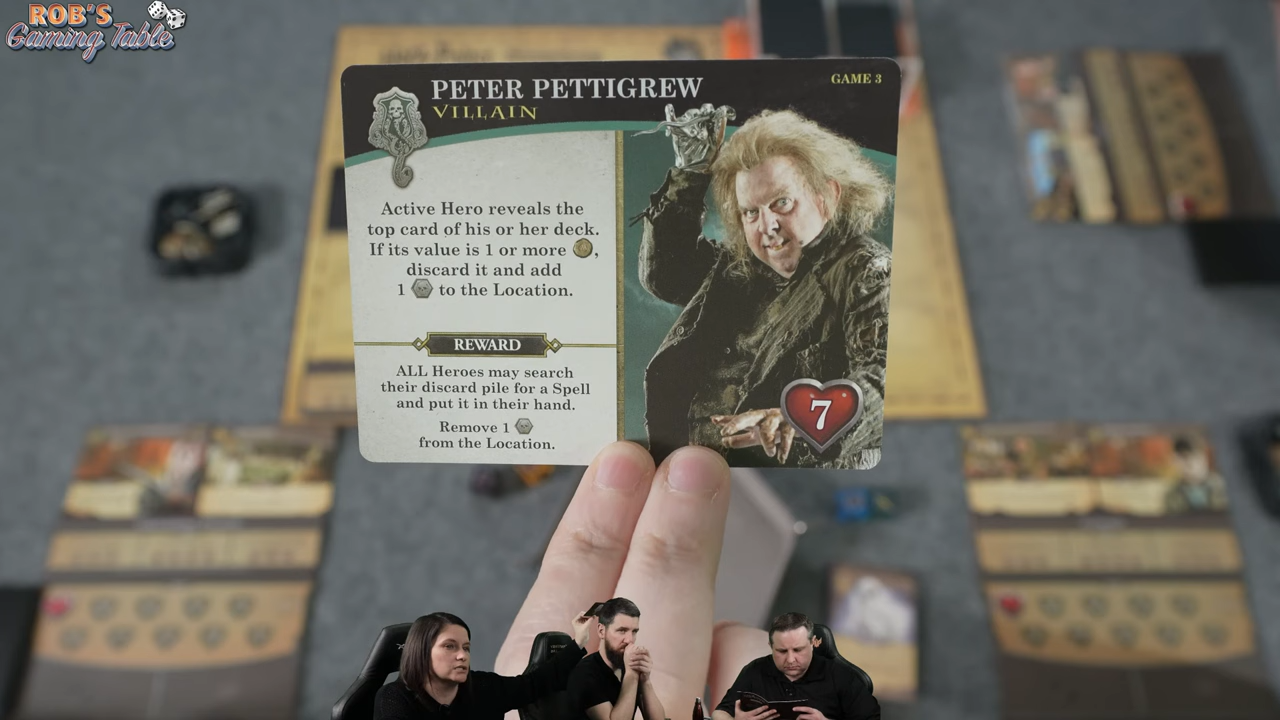 ROB'S
Gaming Table
PETER PETTIGREW
VILLAIN
GAME 3
Active Hero reveals the
top card of his or her deck.
If its value is 1 or more ,
discard it and add
1 to the Location.
REWARD
ALL Heroes may search
their discard pile for a Spell
and put it in their hand.
Remove 1
from the Location.
7